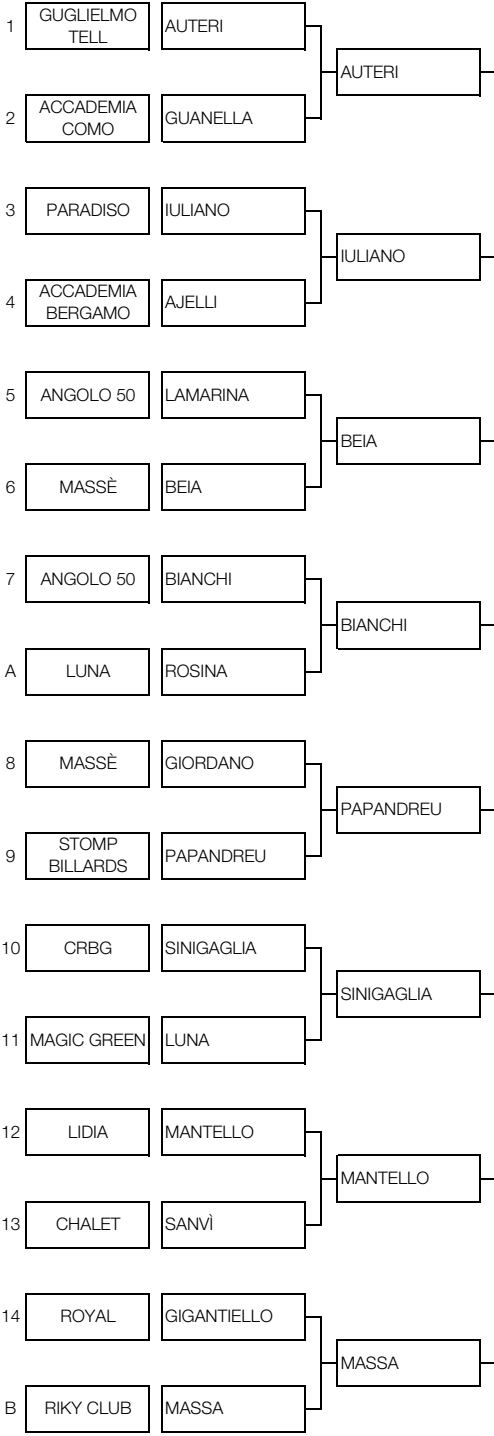 1 GUGLIELMO TELL AUTERI
AUTERI
2 ACCADEMIA COMO GUANELLA
3 PARADISO IULIANO
IULIANO
4 ACCADEMIA BERGAMO AJELLI
5 ANGOLO 50 LAMARINA
BEIA
6 MASSÈ BEIA
7 ANGOLO 50 BIANCHI
BIANCHI
A LUNA ROSINA
8 MASSÈ GIORDANO
PAPANDREU
9 STOMP BILLARDS PAPANDREU
10 CRBG SINIGAGLIA
SINIGAGLIA
11 MAGIC GREEN LUNA
12 LIDIA MANTELLO
MANTELLO
13 CHALET SANVÌ
14 ROYAL GIGANTIELLO
MASSA
B RIKY CLUB MASSA